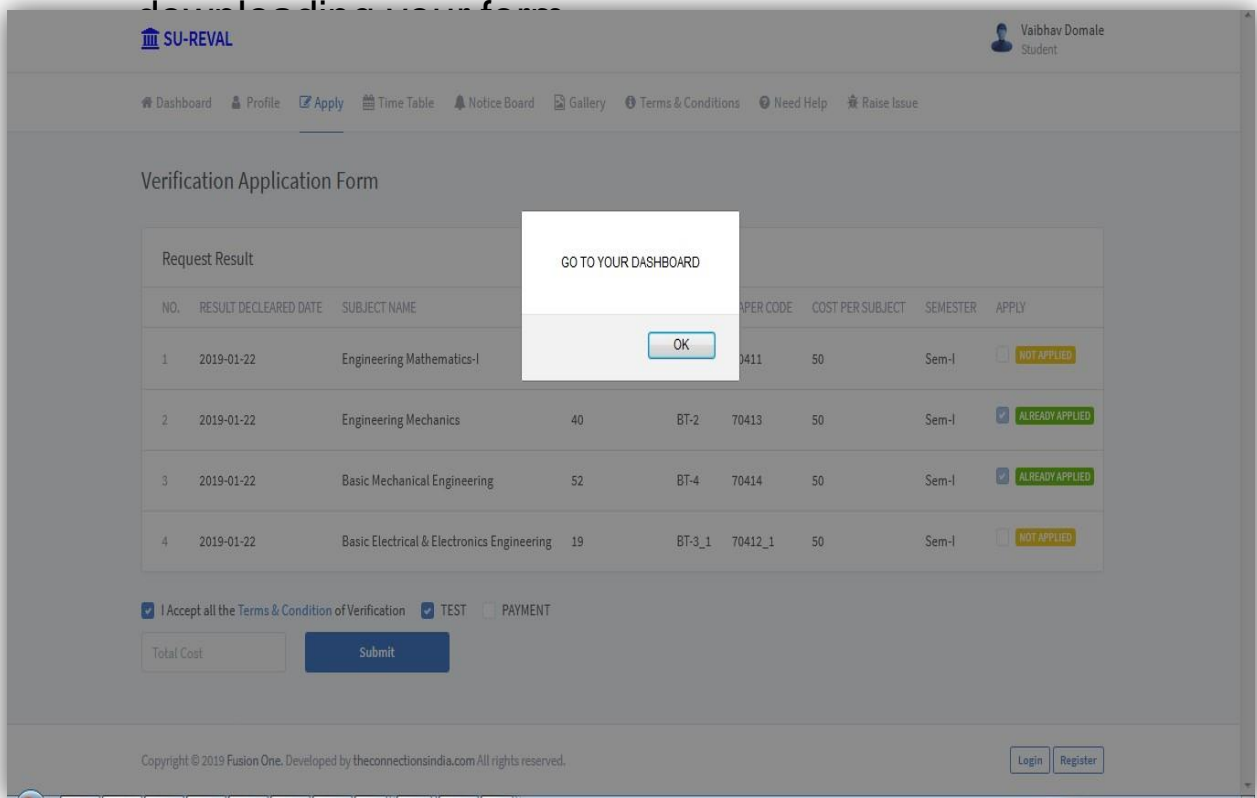 downloading your form
SU-REVAL
Vaibhav Domale
Student
Dashboard Profile Apply Time Table Notice Board Gallery Terms & Conditions Need Help Raise Issue
Verification Application Form
Request Result
GO TO YOUR DASHBOARD
OK
NO. RESULT DECLEARED DATE SUBJECT NAME APER CODE COST PER SUBJECT SEMESTER APPLY
1 2019-01-22 Engineering Mathematics-I 0411 50 Sem-I NOT APPLIED
2 2019-01-22 Engineering Mechanics 40 BT-2 70413 50 Sem-I ALREADY APPLIED
3 2019-01-22 Basic Mechanical Engineering 52 BT-4 70414 50 Sem-I ALREADY APPLIED
4 2019-01-22 Basic Electrical & Electronics Engineering 19 BT-3_1 70412_1 50 Sem-I NOT APPLIED
I Accept all the Terms & Condition of Verification TEST PAYMENT
Total Cost Submit
Copyright © 2019 Fusion One. Developed by theconnectionsindia.com All rights reserved. Login Register